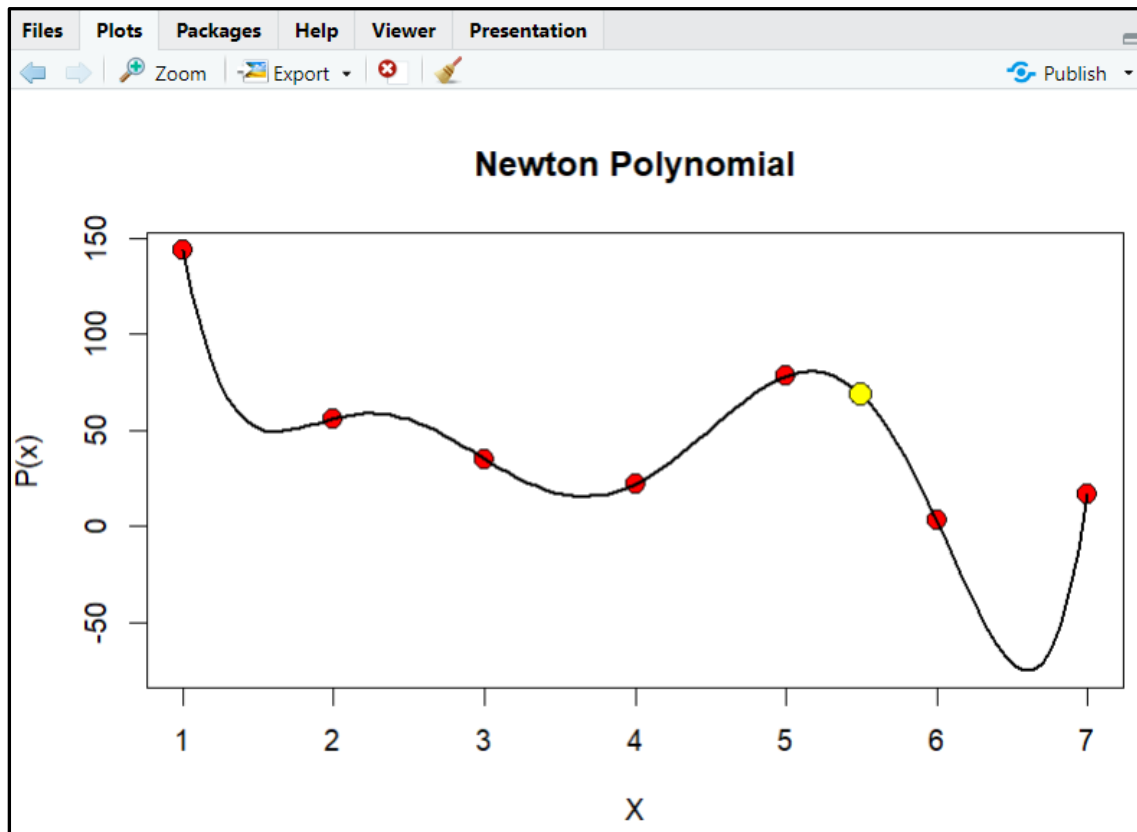 Files Plots Packages Help Viewer Presentation
Zoom Export Publish
Newton Polynomial
150
100
50
0
-50
P(x)
1 2 3 4 5 6 7
X